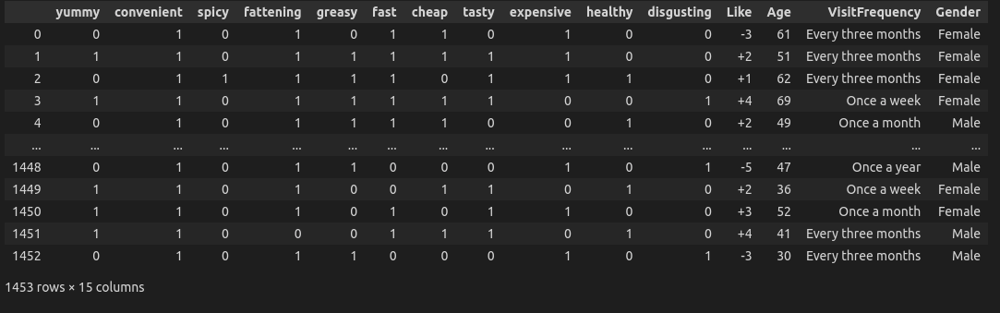 yummy convenient spicy fattening greasy fast cheap tasty expensive healthy disgusting Like Age VisitFrequency Gender
0 0 1 0 1 0 1 1 0 1 0 0 -3 61 Every three months Female
1 1 1 0 1 1 1 1 1 1 0 0 +2 51 Every three months Female
2 0 1 1 1 1 1 0 1 1 1 0 +1 62 Every three months Female
3 1 1 0 1 1 1 1 1 0 0 1 +4 69 Once a week Female
4 0 1 0 1 1 1 1 0 0 1 0 +2 49 Once a month Male
... ... ... ... ... ... ... ... ... ... ... ... ... ... ... ...
1448 0 1 0 1 1 0 0 0 1 0 1 -5 47 Once a year Male
1449 1 1 0 1 0 0 1 1 0 1 0 +2 36 Once a week Female
1450 1 1 0 1 0 1 0 1 1 0 0 +3 52 Once a month Female
1451 1 1 0 0 0 1 1 1 0 1 0 +4 41 Every three months Male
1452 0 1 0 1 1 0 0 0 1 0 1 -3 30 Every three months Male
1453 rows × 15 columns